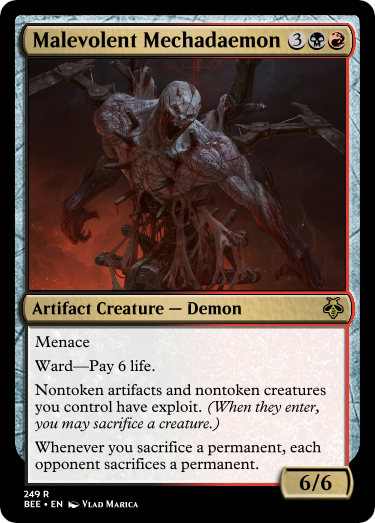 Malevolent Mechadaemon 3
Artifact Creature — Demon
Menace
Ward—Pay 6 life.
Nontoken artifacts and nontoken creatures
you control have exploit. (When they enter,
you may sacrifice a creature.)
Whenever you sacrifice a permanent, each
opponent sacrifices a permanent.
6/6
249 R
BEE • EN Vlad Marica